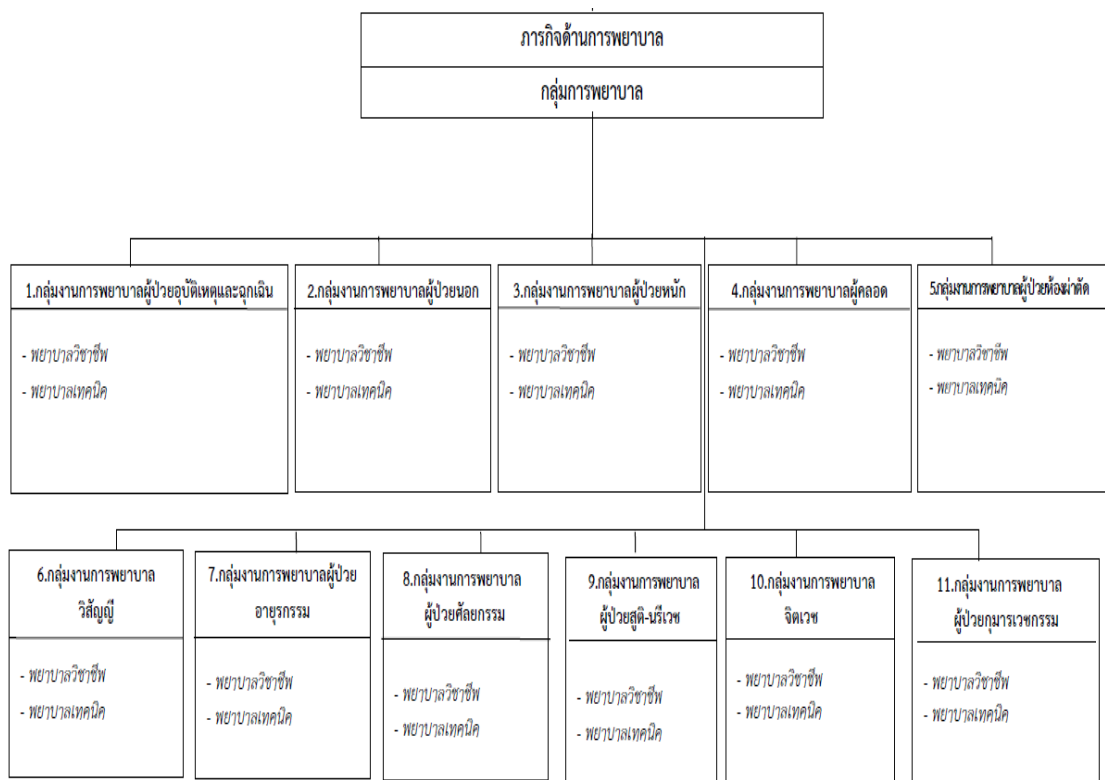 ภารกิจด้านการพยาบาล
กลุ่มการพยาบาล
1.กลุ่มงานการพยาบาลผู้ป่วยอุบัติเหตุและฉุกเฉิน
- พยาบาลวิชาชีพ
- พยาบาลเทคนิค
2.กลุ่มงานการพยาบาลผู้ป่วยนอก
- พยาบาลวิชาชีพ
- พยาบาลเทคนิค
3.กลุ่มงานการพยาบาลผู้ป่วยหนัก
- พยาบาลวิชาชีพ
- พยาบาลเทคนิค
4.กลุ่มงานการพยาบาลผู้คลอด
- พยาบาลวิชาชีพ
- พยาบาลเทคนิค
5.กลุ่มงานการพยาบาลผู้ป่วยห้องผ่าตัด
- พยาบาลวิชาชีพ
- พยาบาลเทคนิค
6.กลุ่มงานการพยาบาล
วิสัญญี
- พยาบาลวิชาชีพ
- พยาบาลเทคนิค
7.กลุ่มงานการพยาบาลผู้ป่วย
อายุรกรรม
- พยาบาลวิชาชีพ
- พยาบาลเทคนิค
8.กลุ่มงานการพยาบาล
ผู้ป่วยศัลยกรรม
- พยาบาลวิชาชีพ
- พยาบาลเทคนิค
9.กลุ่มงานการพยาบาล
ผู้ป่วยสูติ-นรีเวช
- พยาบาลวิชาชีพ
- พยาบาลเทคนิค
10.กลุ่มงานการพยาบาล
จิตเวช
- พยาบาลวิชาชีพ
- พยาบาลเทคนิค
11.กลุ่มงานการพยาบาล
ผู้ป่วยกุมารเวชกรรม
- พยาบาลวิชาชีพ
- พยาบาลเทคนิค